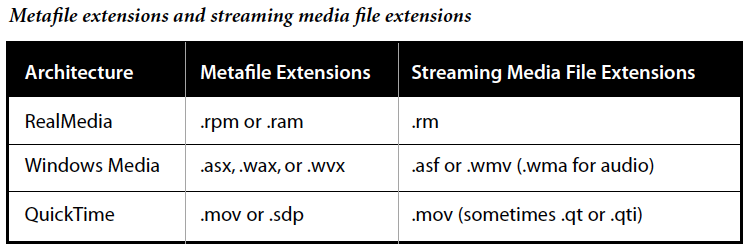 Metafile extensions and streaming media file extensions
Architecture Metafile Extensions Streaming Media File Extensions
RealMedia .rpm or .ram .rm
Windows Media .asx, .wax, or .wvx .asf or .wmv (.wma for audio)
QuickTime .mov or .sdp .mov (sometimes .qt or .qti)